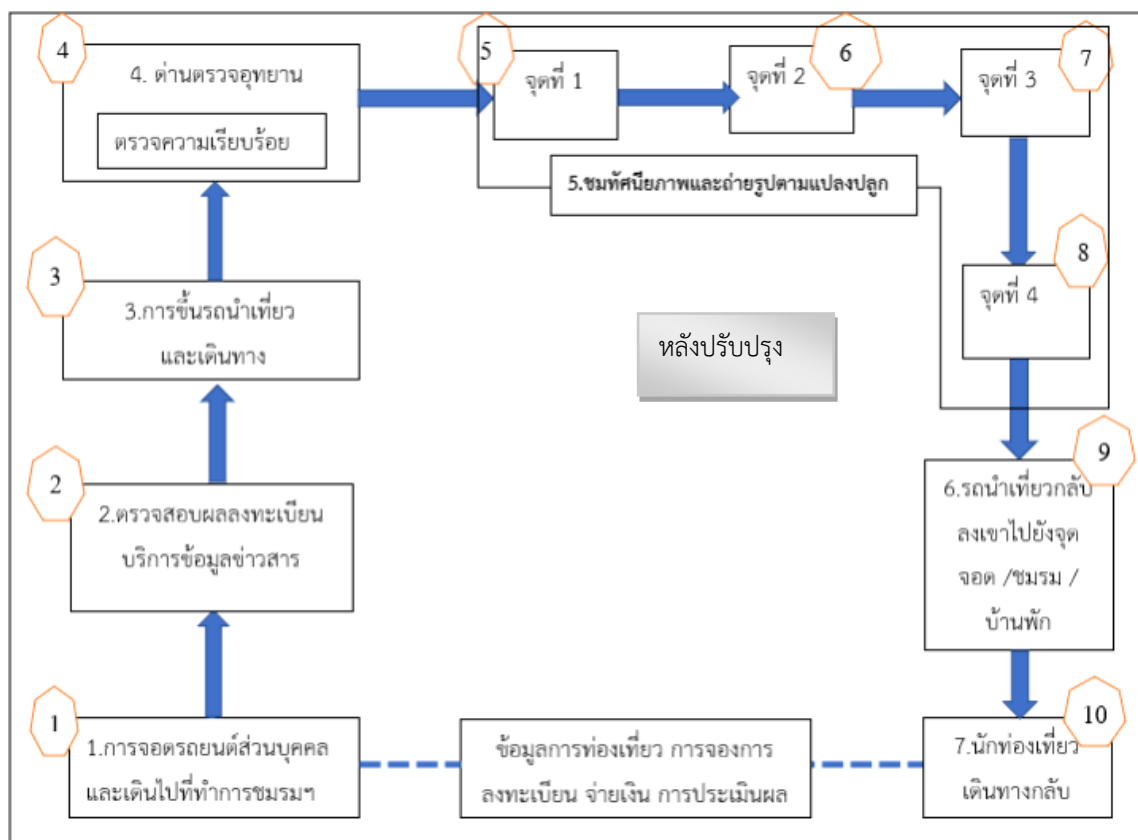 4
4. ด่านตรวจอุทยาน
ตรวจความเรียบร้อย
5
จุดที่ 1
จุดที่ 2
6
จุดที่ 3
7
5.ชมทัศนียภาพและถ่ายรูปตามแปลงปลูก
8
จุดที่ 4
3
3.การขึ้นรถนำเที่ยว
และเดินทาง
หลังปรับปรุง
2
2.ตรวจสอบผลลงทะเบียน
บริการข้อมูลข่าวสาร
9
6.รถนำเที่ยวกลับ
ลงเขาไปยังจุด
จอด /ชมรม /
บ้านพัก
1
1.การจอดรถยนต์ส่วนบุคคล
และเดินไปที่ทำการชมรมฯ
ข้อมูลการท่องเที่ยว การจองการ
ลงทะเบียน จ่ายเงิน การประเมินผล
10
7.นักท่องเที่ยว
เดินทางกลับ